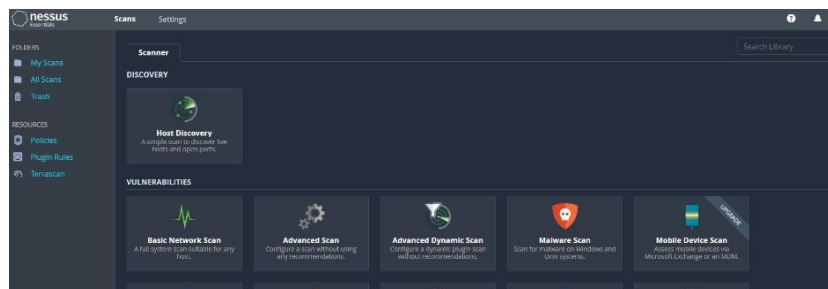 nessus
Essentials
Scans
Settings
FOLDERS
My Scans
All Scans
Trash
RESOURCES
Policies
Plugin Rules
Terrascan
Scanner
Search Library
DISCOVERY
Host Discovery
A simple scan to discover live
hosts and open ports.
VULNERABILITIES
Basic Network Scan
A full system scan suitable for any
host.
Advanced Scan
Configure a scan without using
any recommendations.
Advanced Dynamic Scan
Configure a dynamic plugin scan
without recommendations.
Malware Scan
Scan for malware on Windows and
Unix systems.
UPGRADE
Mobile Device Scan
Assess mobile devices via
Microsoft Exchange or an MDM.